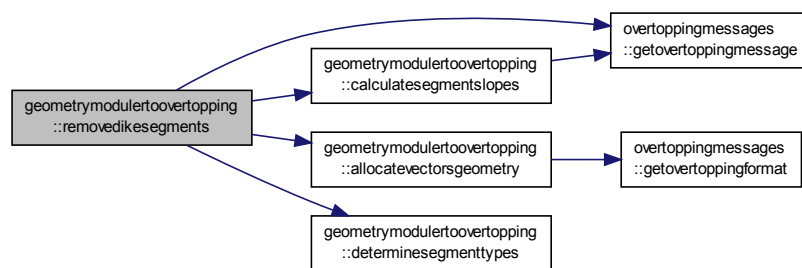 geometrymodulertoovertopping
::removedikesegments
overtoppingmessages
::getovertoppingmessage
geometrymodulertoovertopping
::calculatesegmentslopes
geometrymodulertoovertopping
::allocatevectorsgeometry
overtoppingmessages
::getovertoppingformat
geometrymodulertoovertopping
::determinesegmenttypes